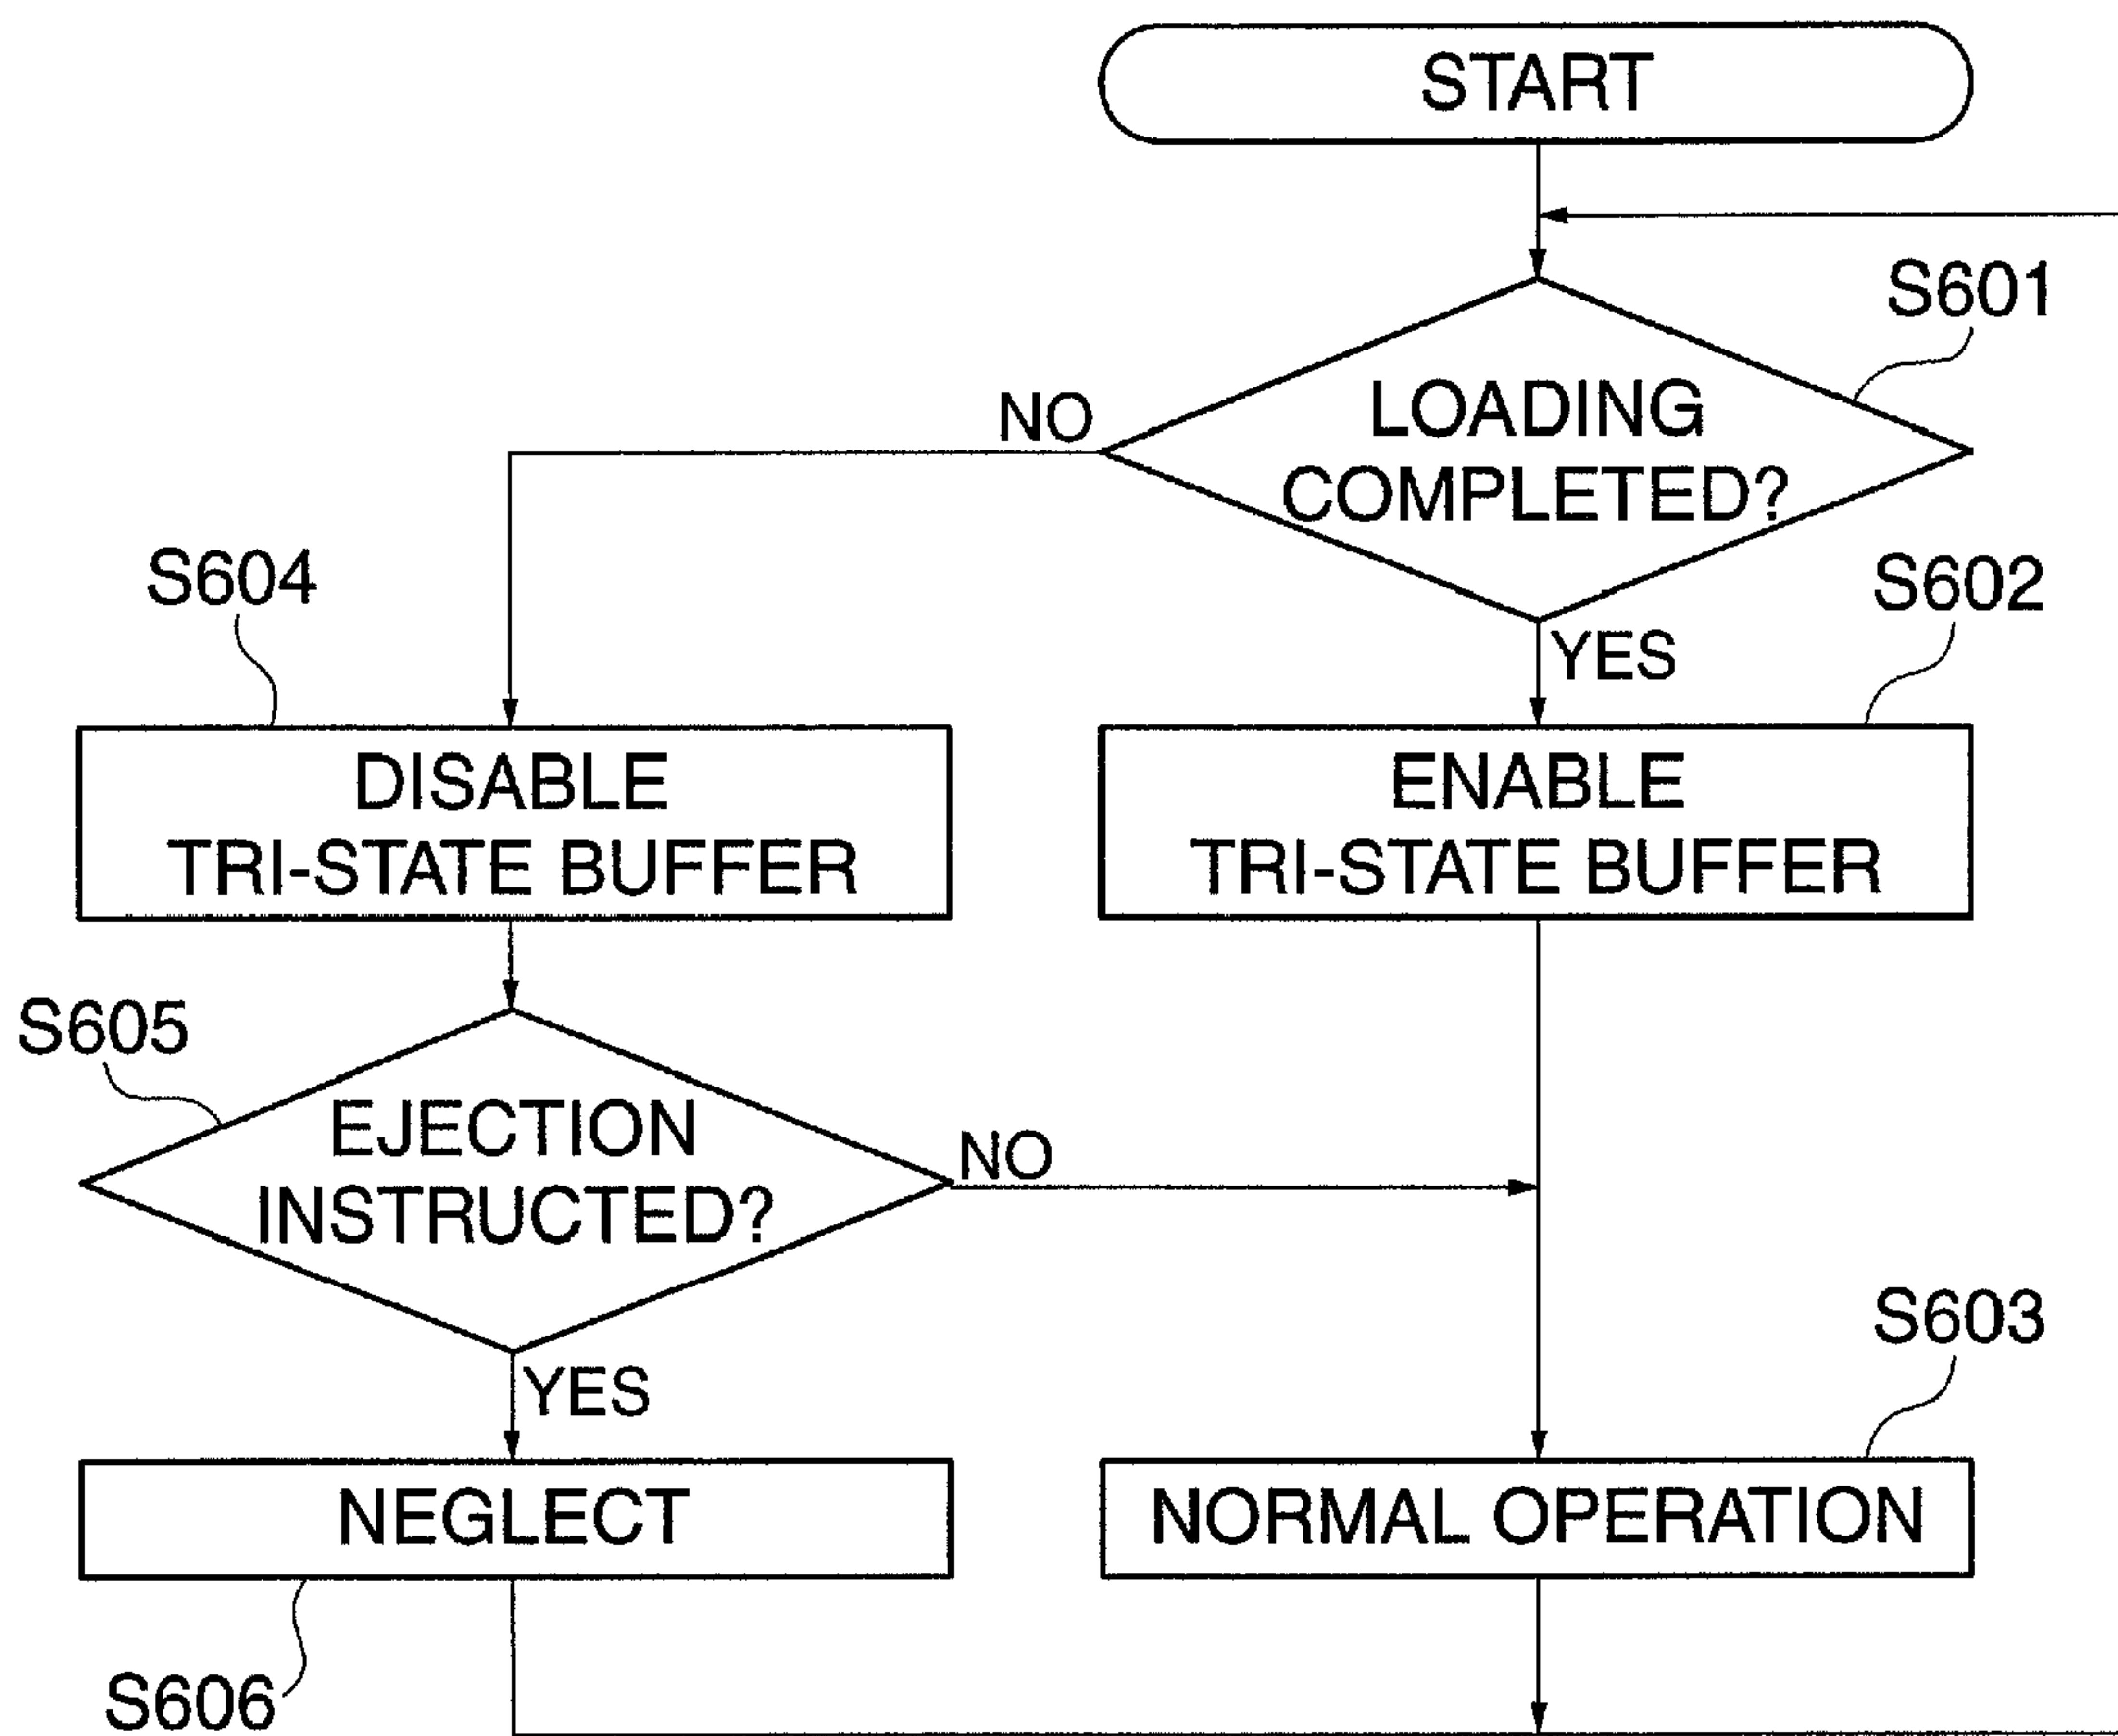 START
S601
LOADING
COMPLETED?
NO
YES
S602
ENABLE
TRI-STATE BUFFER
S604
DISABLE
TRI-STATE BUFFER
S605
EJECTION
INSTRUCTED?
NO
YES
S603
NORMAL OPERATION
NEGLECT
S606